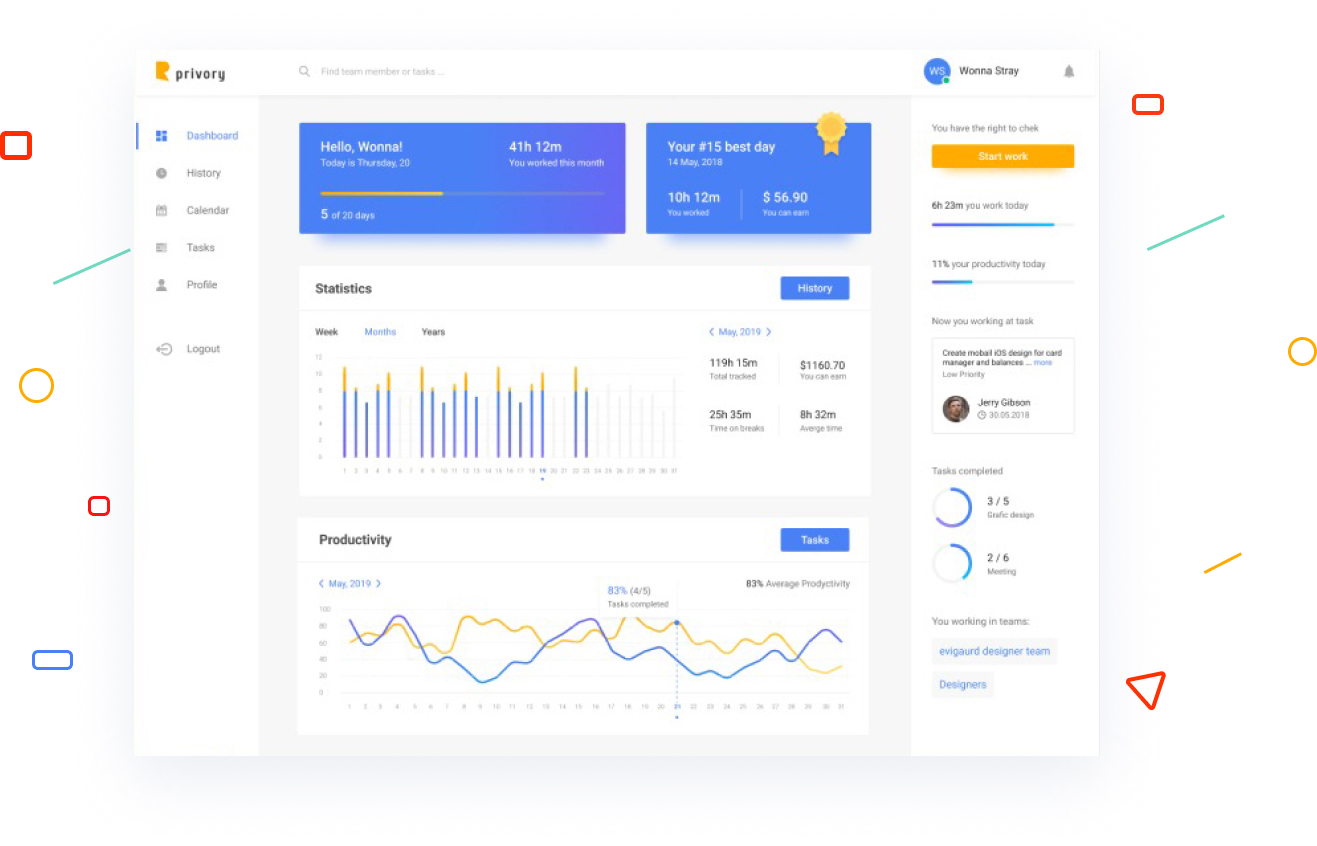 privory
Find team member or tasks ...
WS
Wonna Stray
Dashboard
History
Calendar
Tasks
Profile
Logout
Hello, Wonna!
Today is Thursday, 20
41h 12m
You worked this month
5 of 20 days
Your #15 best day
14 May, 2018
10h 12m
You worked
$ 56.90
You can earn
Statistics
History
Week Months Years
May, 2019
12
10
8
6
4
2
0
1 2 3 4 5 6 7 8 9 10 11 12 13 14 15 16 17 18 19 20 21 22 23 24 25 26 27 28 29 30 31
119h 15m
Total tracked
$1160.70
You can earn
25h 35m
Time on breaks
8h 32m
Averge time
Productivity
Tasks
May, 2019
83% (4/5)
Tasks completed
83% Average Prodyctivity
100
80
60
40
20
0
1 2 3 4 5 6 7 8 9 10 11 12 13 14 15 16 17 18 19 20 21 22 23 24 25 26 27 28 29 30 31
You have the right to chek
Start work
6h 23m you work today
11% your productivity today
Now you working at task
Create mobail iOS design for card
manager and balances ... more
Low Priority
Jerry Gibson
30.05.2018
Tasks completed
3 / 5
Grafic design
2 / 6
Meeting
You working in teams:
evigaurd designer team
Designers